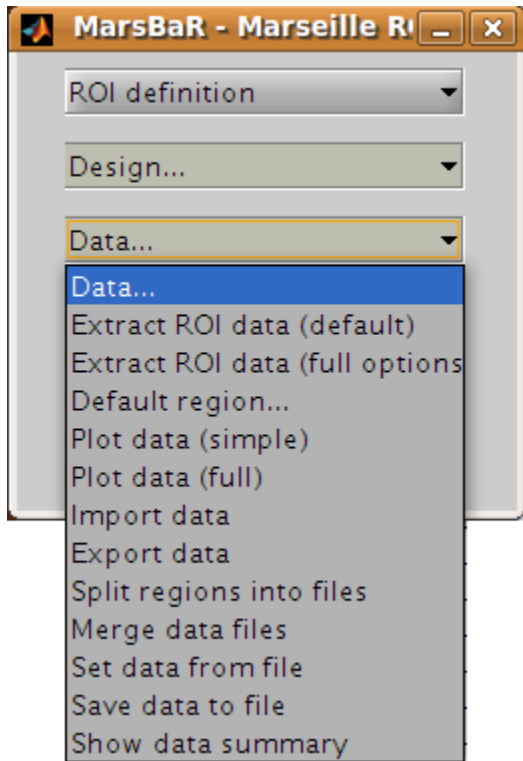 MarsBaR - Marseille R
ROI definition
Design...
Data...
Data...
Extract ROI data (default)
Extract ROI data (full options
Default region...
Plot data (simple)
Plot data (full)
Import data
Export data
Split regions into files
Merge data files
Set data from file
Save data to file
Show data summary